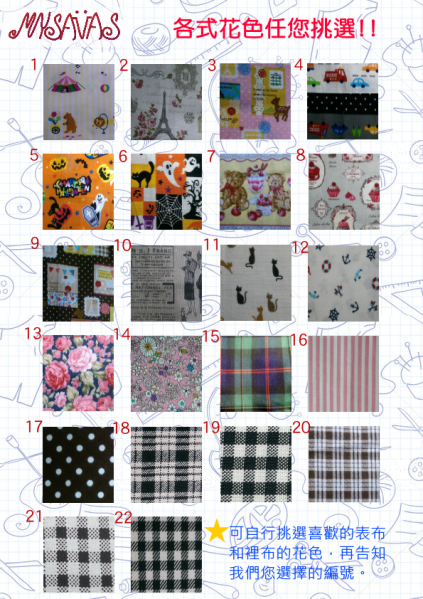 MISAVAS
各式花色任您挑選!!
1 2 3 4
5 6 7 8
9 10 11 12
13 14 15 16
17 18 19 20
21 22
可自行挑選喜歡的表布
和裡布的花色,再告知
我們您選擇的編號。